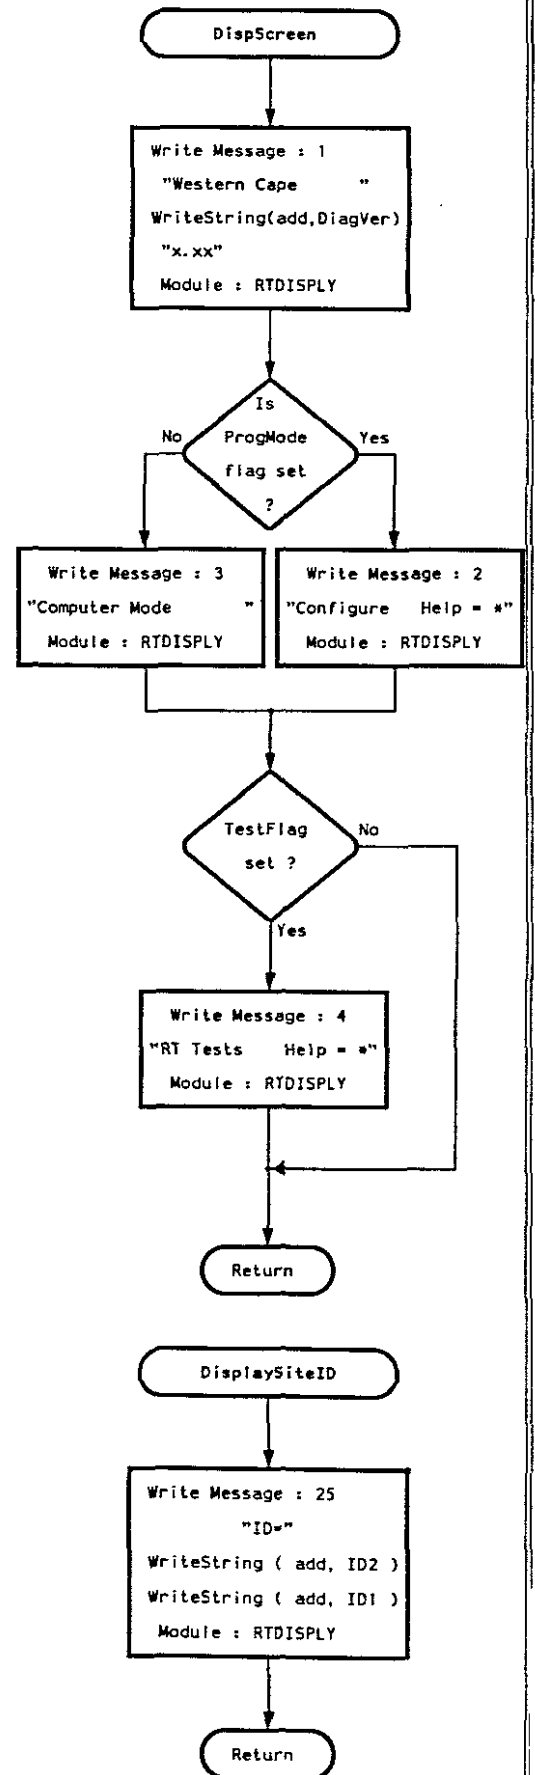 DispScreen
Write Message : 1
"Western Cape        "
WriteString(add,DiagVer)
"x.xx"
Module : RTDISPLY
Is
ProgMode
flag set
?
No
Yes
Write Message : 3
"Computer Mode        "
Module : RTDISPLY
Write Message : 2
"Configure   Help = *"
Module : RTDISPLY
TestFlag
set ?
No
Yes
Write Message : 4
"RT Tests    Help = *"
Module : RTDISPLY
Return
DisplaySiteID
Write Message : 25
"ID="
WriteString ( add, ID2 )
WriteString ( add, ID1 )
Module : RTDISPLY
Return